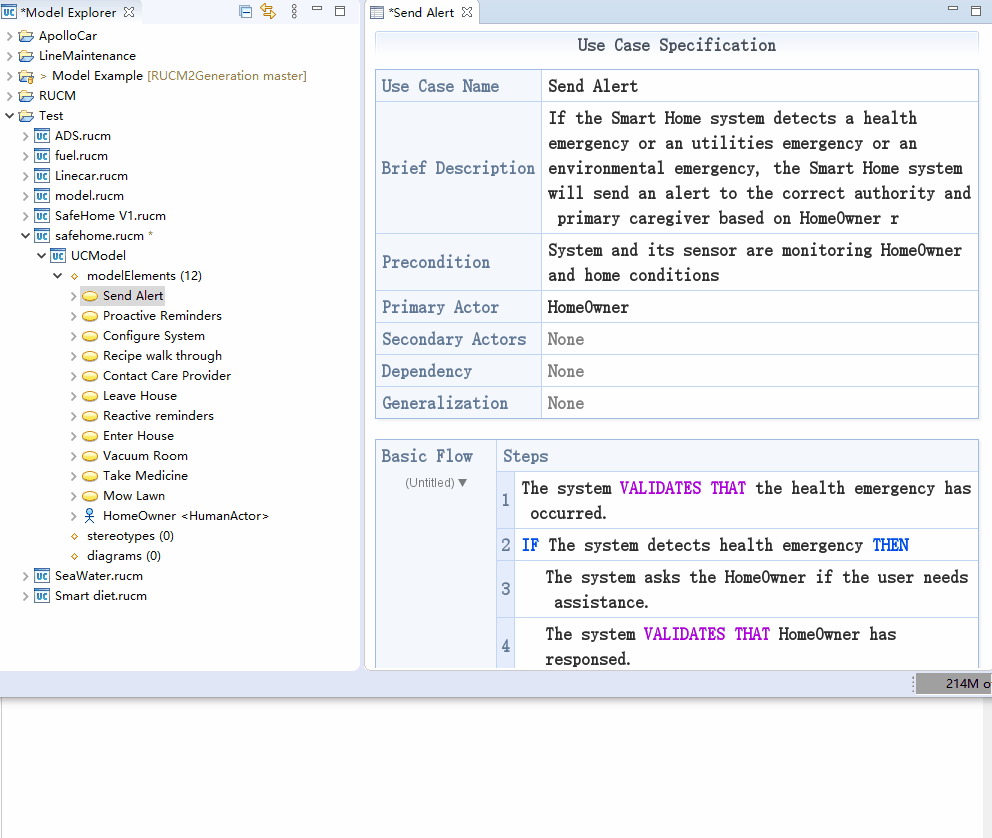 *Model Explorer
ApolloCar
LineMaintenance
> Model Example [RUCM2Generation master]
RUCM
Test
ADS.rucm
fuel.rucm
Linecar.rucm
model.rucm
SafeHome V1.rucm
safehome.rucm *
UCModel
modelElements (12)
Send Alert
Proactive Reminders
Configure System
Recipe walk through
Contact Care Provider
Leave House
Reactive reminders
Enter House
Vacuum Room
Take Medicine
Mow Lawn
HomeOwner <HumanActor>
stereotypes (0)
diagrams (0)
SeaWater.rucm
Smart diet.rucm
*Send Alert
Use Case Specification
Use Case Name
Send Alert
Brief Description
If the Smart Home system detects a health
emergency or an utilities emergency or an
environmental emergency, the Smart Home system
will send an alert to the correct authority and
primary caregiver based on HomeOwner r
Precondition
System and its sensor are monitoring HomeOwner
and home conditions
Primary Actor
HomeOwner
Secondary Actors
None
Dependency
None
Generalization
None
Basic Flow
(Untitled) ▼
Steps
1
The system VALIDATES THAT the health emergency has
occurred.
2
IF The system detects health emergency THEN
3
The system asks the HomeOwner if the user needs
assistance.
4
The system VALIDATES THAT HomeOwner has
responsed.
214M o